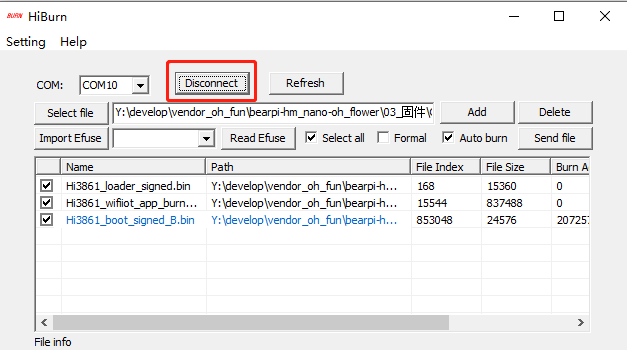 BURN HiBurn
Setting Help
COM: COM10 Disconnect Refresh
Select file Y:\develop\vendor_oh_fun\bearpi-hm_nano-oh_flower\03_固件\ Add Delete
Import Efuse Read Efuse Select all Formal Auto burn Send file
Name Path File Index File Size Burn A
Hi3861_loader_signed.bin Y:\develop\vendor_oh_fun\bearpi-h... 168 15360 0
Hi3861_wifiiot_app_burn... Y:\develop\vendor_oh_fun\bearpi-h... 15544 837488 0
Hi3861_boot_signed_B.bin Y:\develop\vendor_oh_fun\bearpi-h... 853048 24576 20725
File info